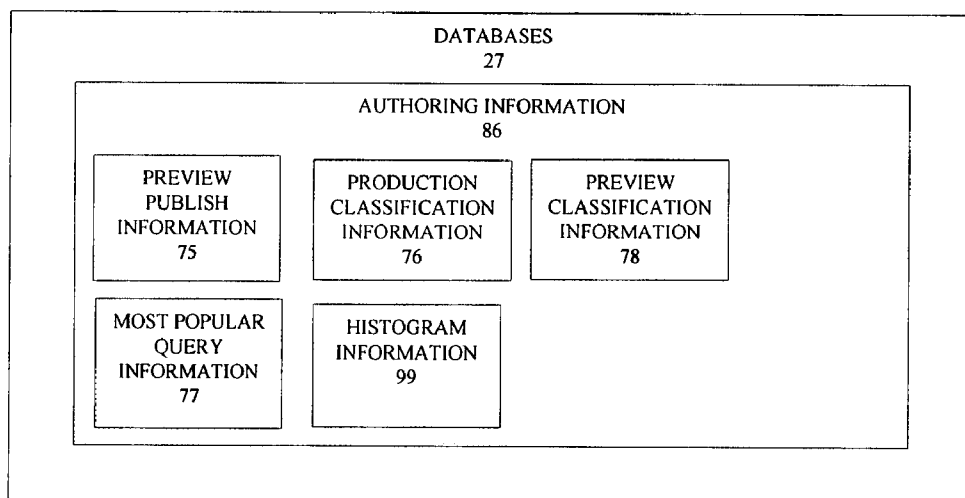 DATABASES
27
AUTHORING INFORMATION
86
PREVIEW
PUBLISH
INFORMATION
75
PRODUCTION
CLASSIFICATION
INFORMATION
76
PREVIEW
CLASSIFICATION
INFORMATION
78
MOST POPULAR
QUERY
INFORMATION
77
HISTOGRAM
INFORMATION
99